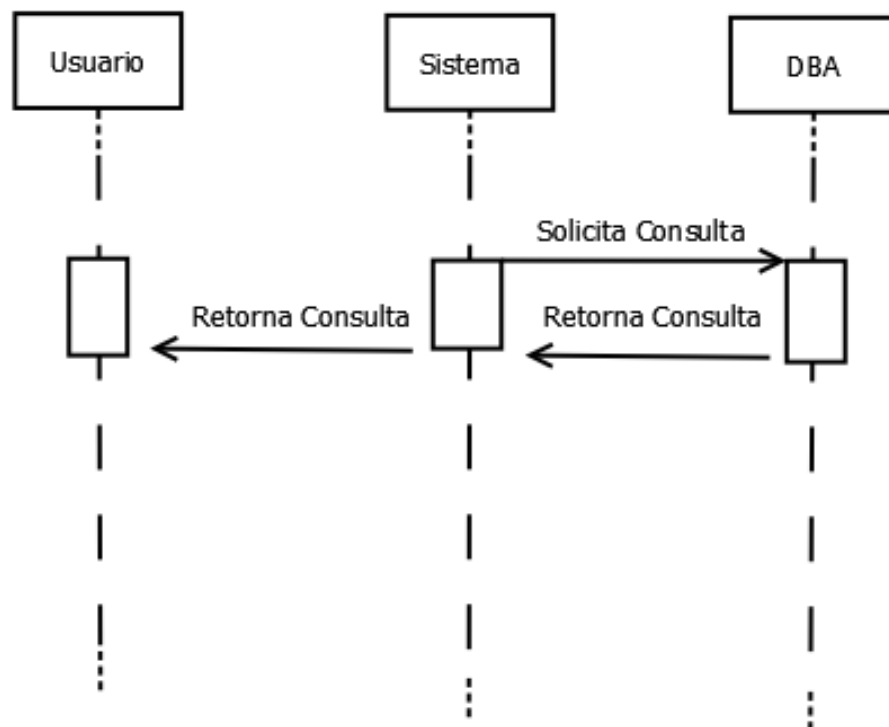 Usuario
Sistema
DBA
Solicita Consulta
Retorna Consulta
Retorna Consulta